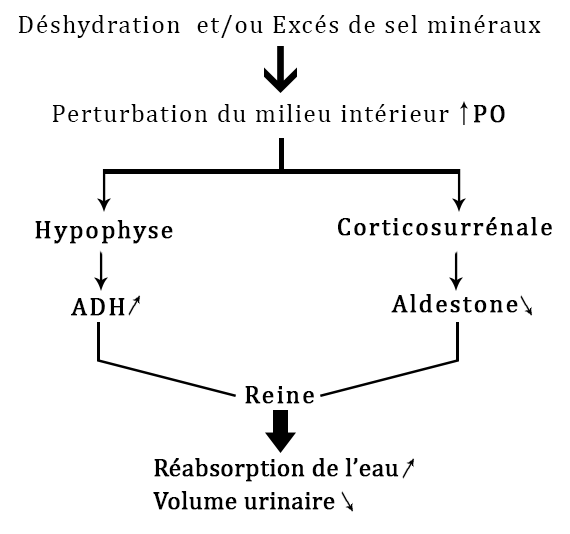 Déshydration et/ou Excés de sel minéraux
Perturbation du milieu intérieur ↑PO
Hypophyse
Corticosurrénale
ADH↗
Aldestone↘
Reine
Réabsorption de l’eau↗
Volume urinaire ↘